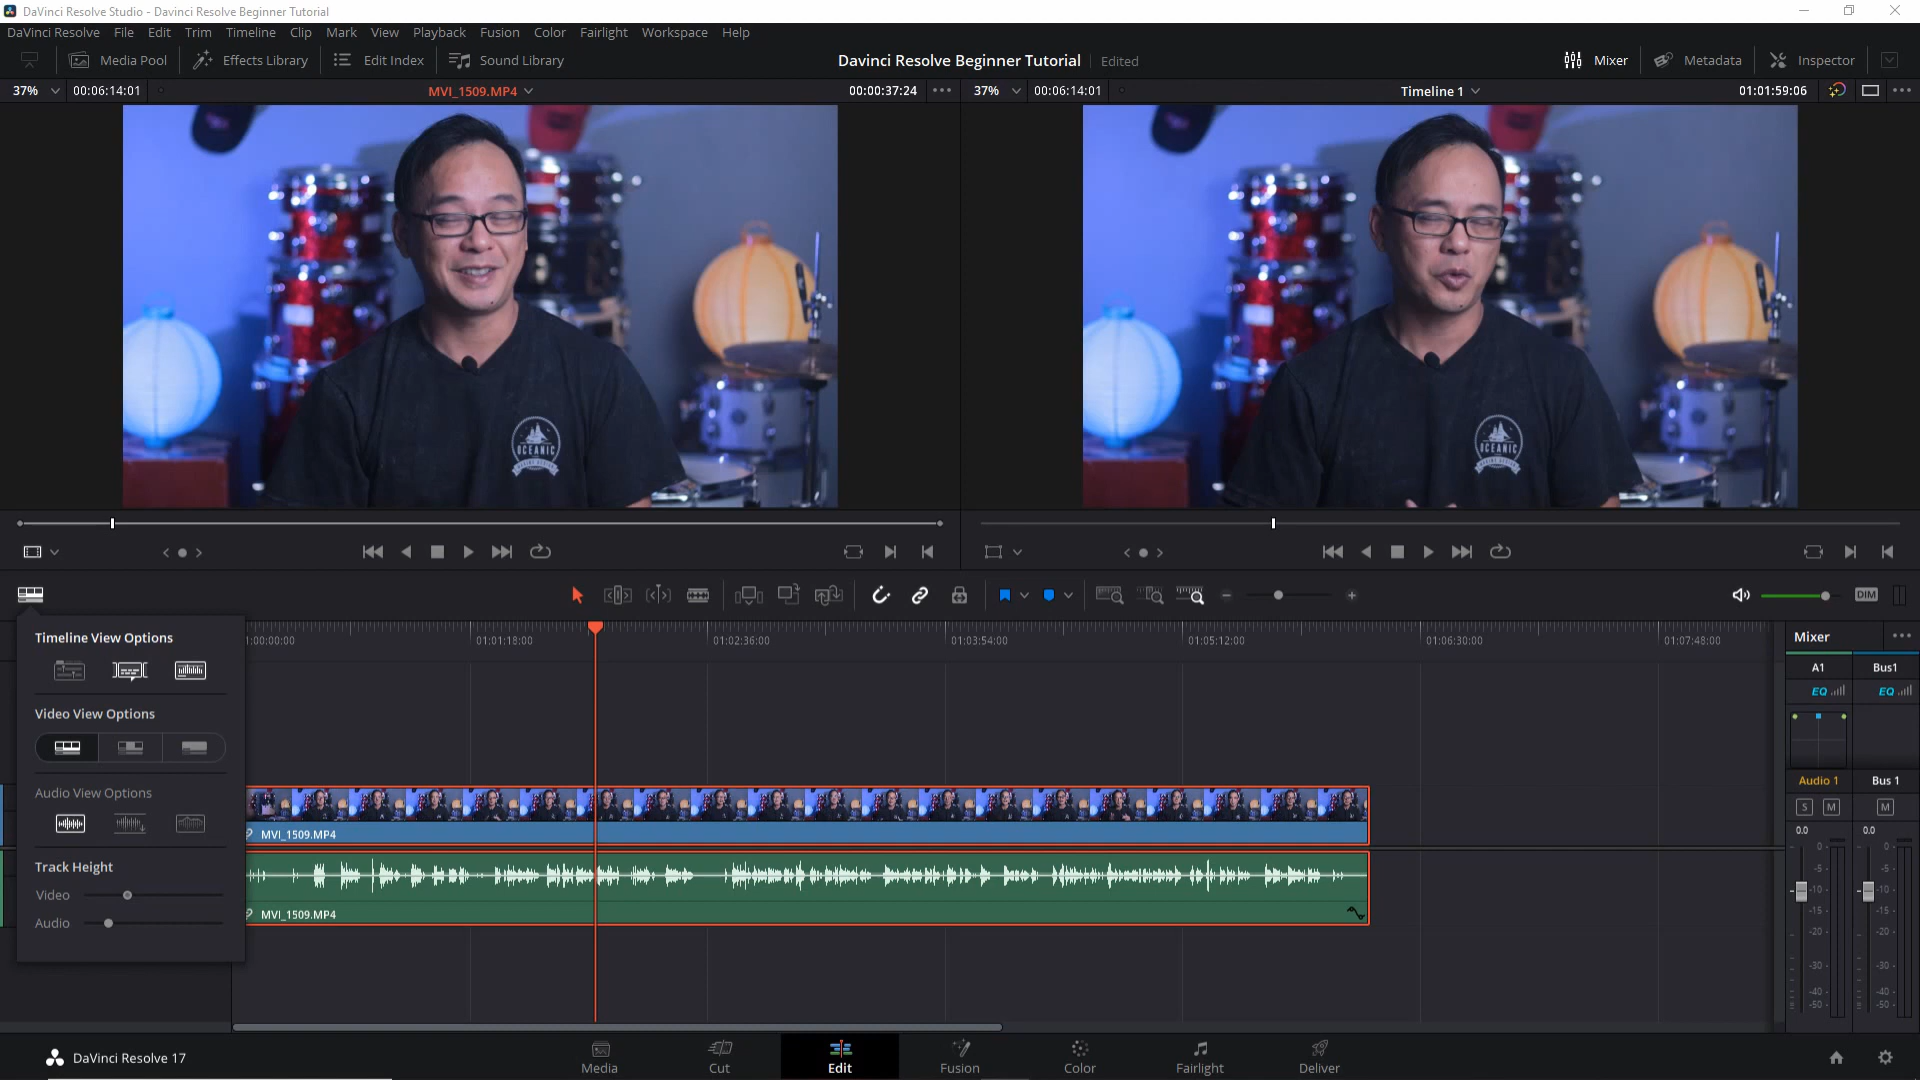 DaVinci Resolve Studio - Davinci Resolve Beginner Tutorial
DaVinci Resolve File Edit Trim Timeline Clip Mark View Playback Fusion Color Fairlight Workspace Help
Media Pool Effects Library Edit Index Sound Library Davinci Resolve Beginner Tutorial Edited Mixer Metadata Inspector
37% 00:06:14:01 MVI_1509.MP4 00:00:37:24 37% 00:06:14:01 Timeline 1 01:01:59:06
OCEANIC
OCEANIC
DIM
Timeline View Options
Video View Options
Audio View Options
Track Height
Video
Audio
1:00:00:00 01:01:18:00 01:02:36:00 01:03:54:00 01:05:12:00 01:06:30:00 01:07:48:00
MVI_1509.MP4
MVI_1509.MP4
Mixer
A1 Bus1
EQ EQ
Audio 1 Bus 1
S M M
0.0 0.0
0 0
-5 -5
-10 -10
-15 -15
-20 -20
-30 -30
-40 -40
-50 -50
DaVinci Resolve 17
Media Cut Edit Fusion Color Fairlight Deliver